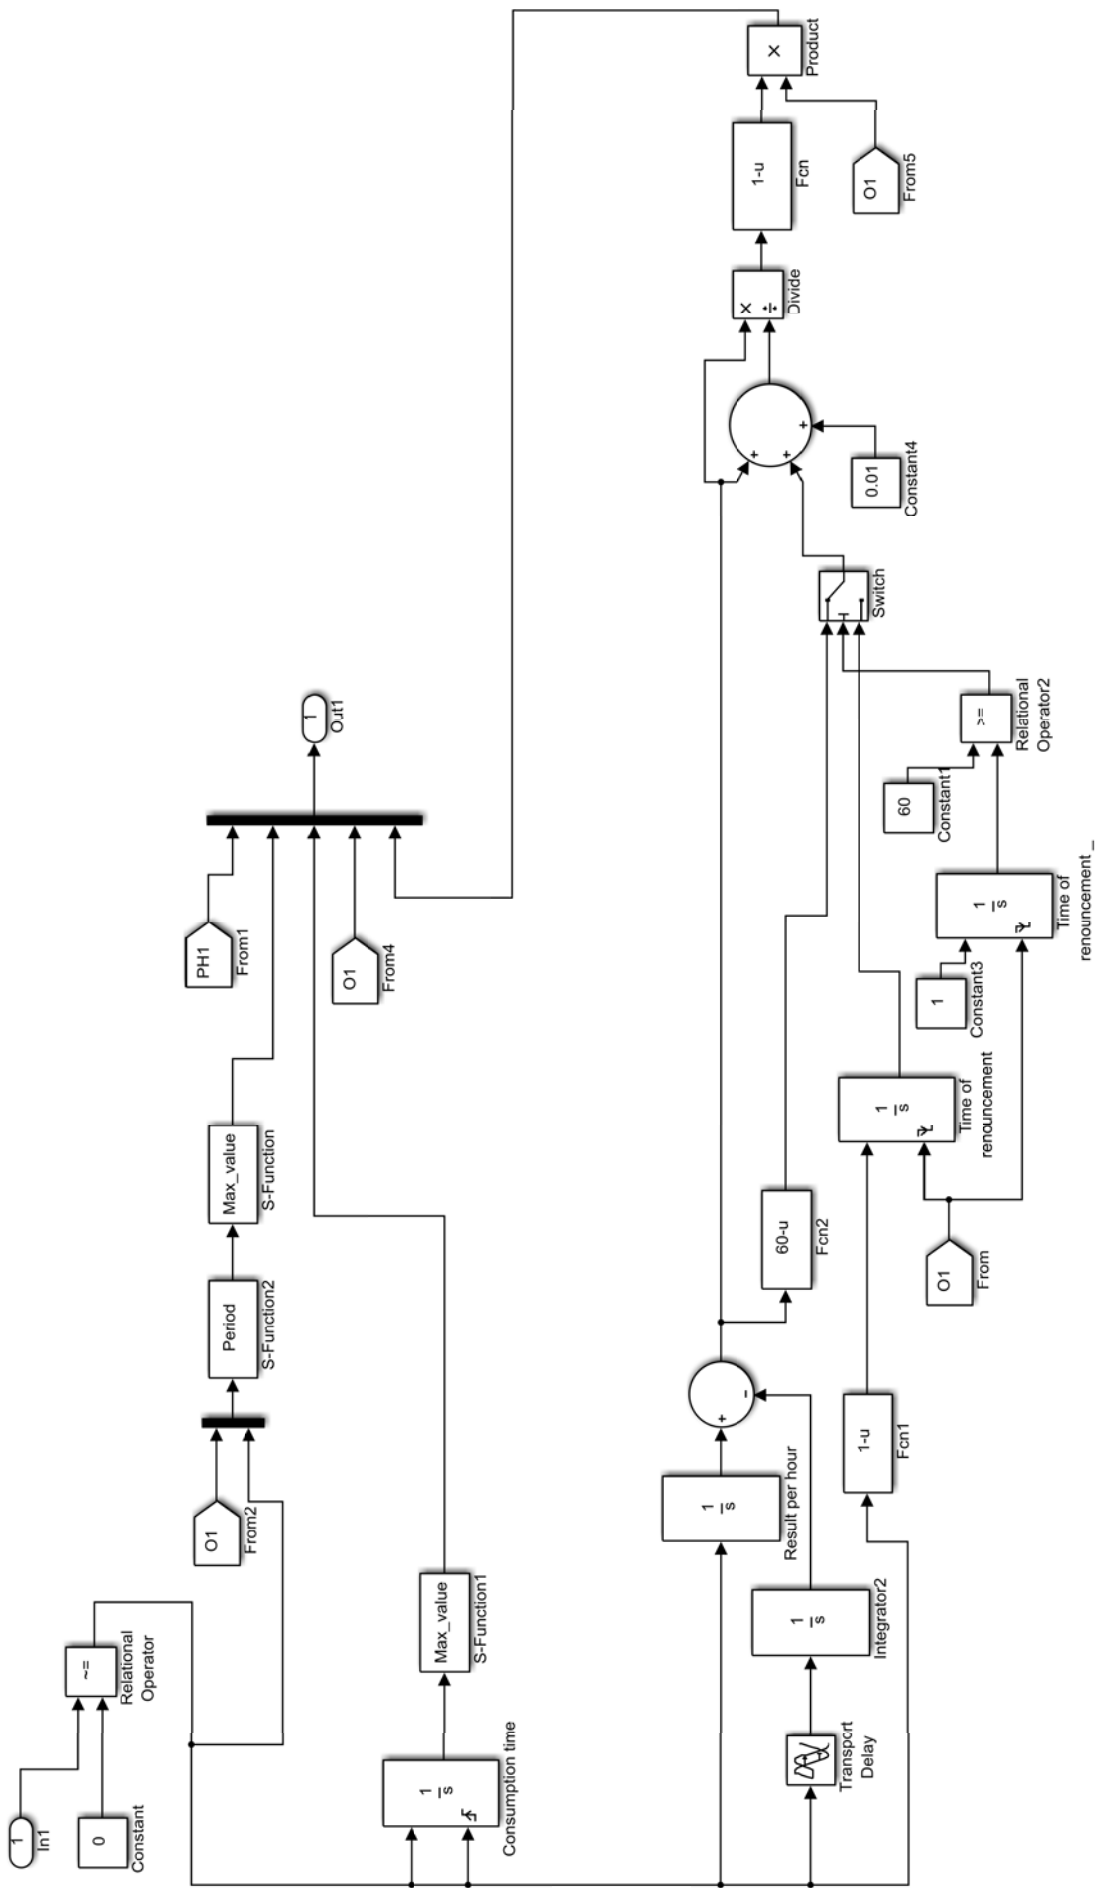 1
In1
0
Constant
~=
Relational
Operator
O1
From2
Period
S-Function2
Max_value
S-Function
PH1
From1
1
Out1
O1
From4
1
s
Consumption time
Max_value
S-Function1
1
s
Result per hour
+
-
Transport
Delay
1
s
Integrator2
60-u
Fcn2
+
+
+
0.01
Constant4
×
÷
Divide
1-u
Fcn
×
Product
O1
From5
Switch
1-u
Fcn1
O1
From
1
s
Time of
renouncement
1
Constant3
1
s
Time of
renouncement _
60
Constant1
>=
Relational
Operator2